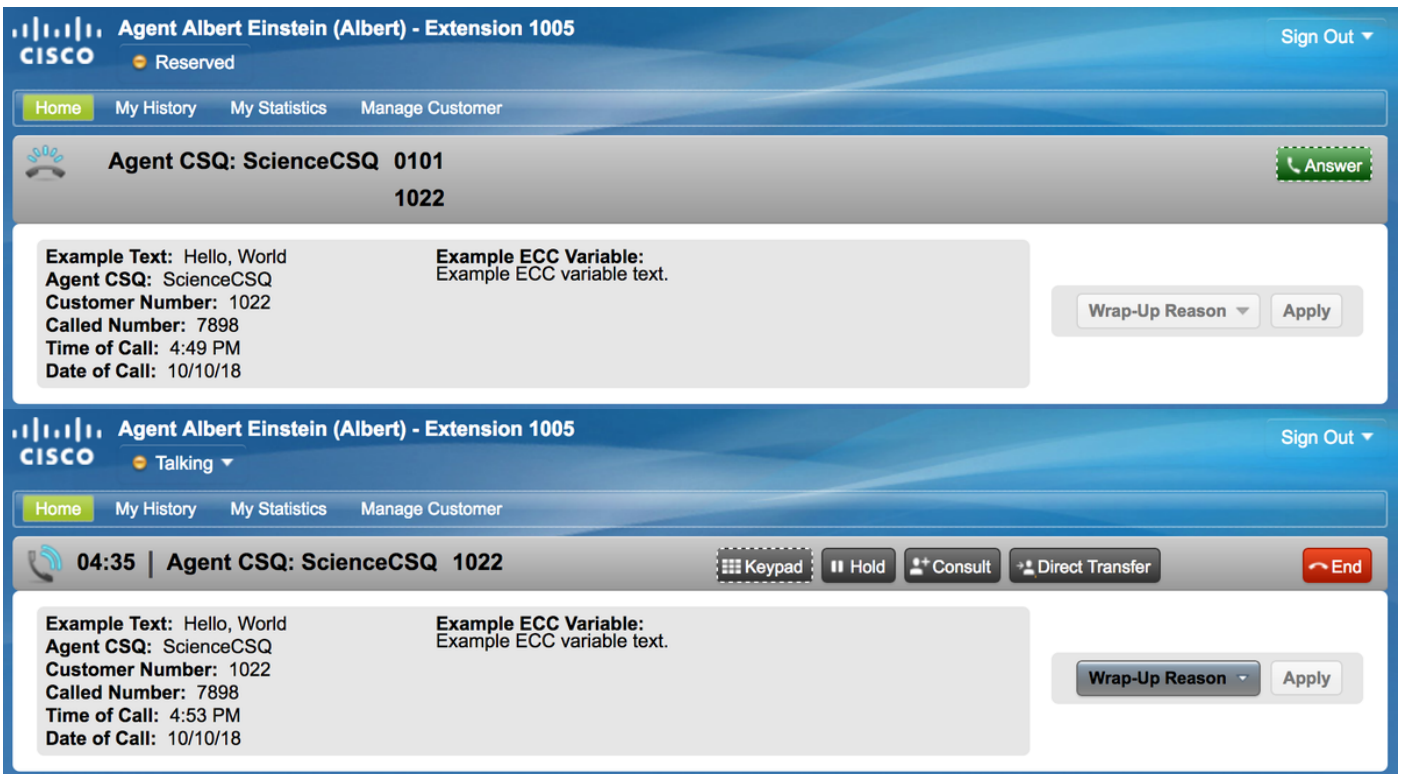 Agent Albert Einstein (Albert) - Extension 1005
Sign Out
CISCO
Reserved
Home My History My Statistics Manage Customer
Agent CSQ: ScienceCSQ 0101
Answer
1022
Example Text: Hello, World
Example ECC Variable:
Example ECC variable text.
Agent CSQ: ScienceCSQ
Customer Number: 1022
Called Number: 7898
Time of Call: 4:49 PM
Date of Call: 10/10/18
Wrap-Up Reason Apply
Agent Albert Einstein (Albert) - Extension 1005
Sign Out
CISCO
Talking
Home My History My Statistics Manage Customer
04:35 | Agent CSQ: ScienceCSQ 1022 Keypad Hold Consult Direct Transfer End
Example Text: Hello, World
Example ECC Variable:
Example ECC variable text.
Agent CSQ: ScienceCSQ
Customer Number: 1022
Called Number: 7898
Time of Call: 4:53 PM
Date of Call: 10/10/18
Wrap-Up Reason Apply